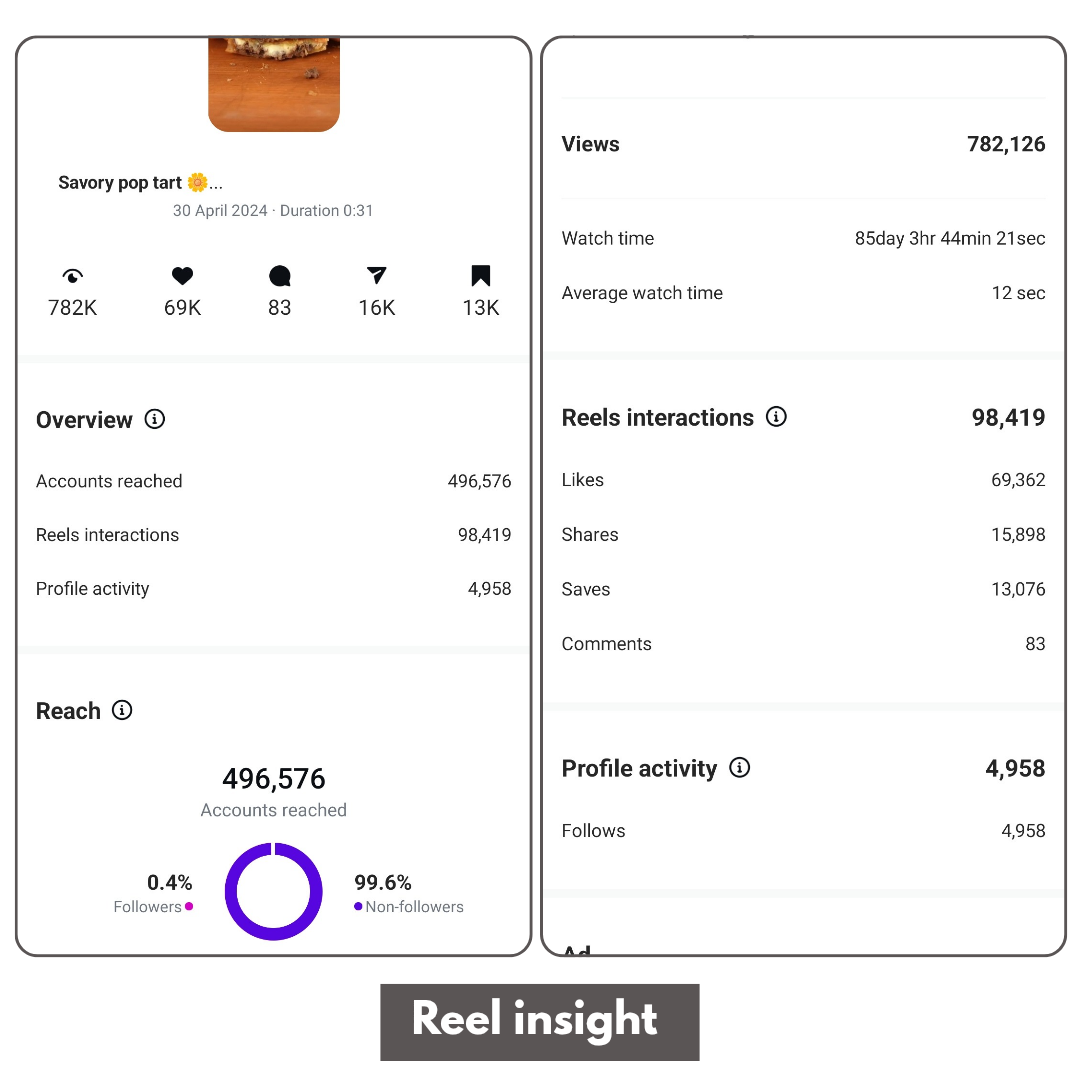 Savory pop tart 🌼...
30 April 2024 · Duration 0:31
782K 69K 83 16K 13K
Overview
Accounts reached 496,576
Reels interactions 98,419
Profile activity 4,958
Reach
496,576
Accounts reached
0.4% 99.6%
Followers Non-followers
Views 782,126
Watch time 85day 3hr 44min 21sec
Average watch time 12 sec
Reels interactions 98,419
Likes 69,362
Shares 15,898
Saves 13,076
Comments 83
Profile activity 4,958
Follows 4,958
Ad
Reel insight